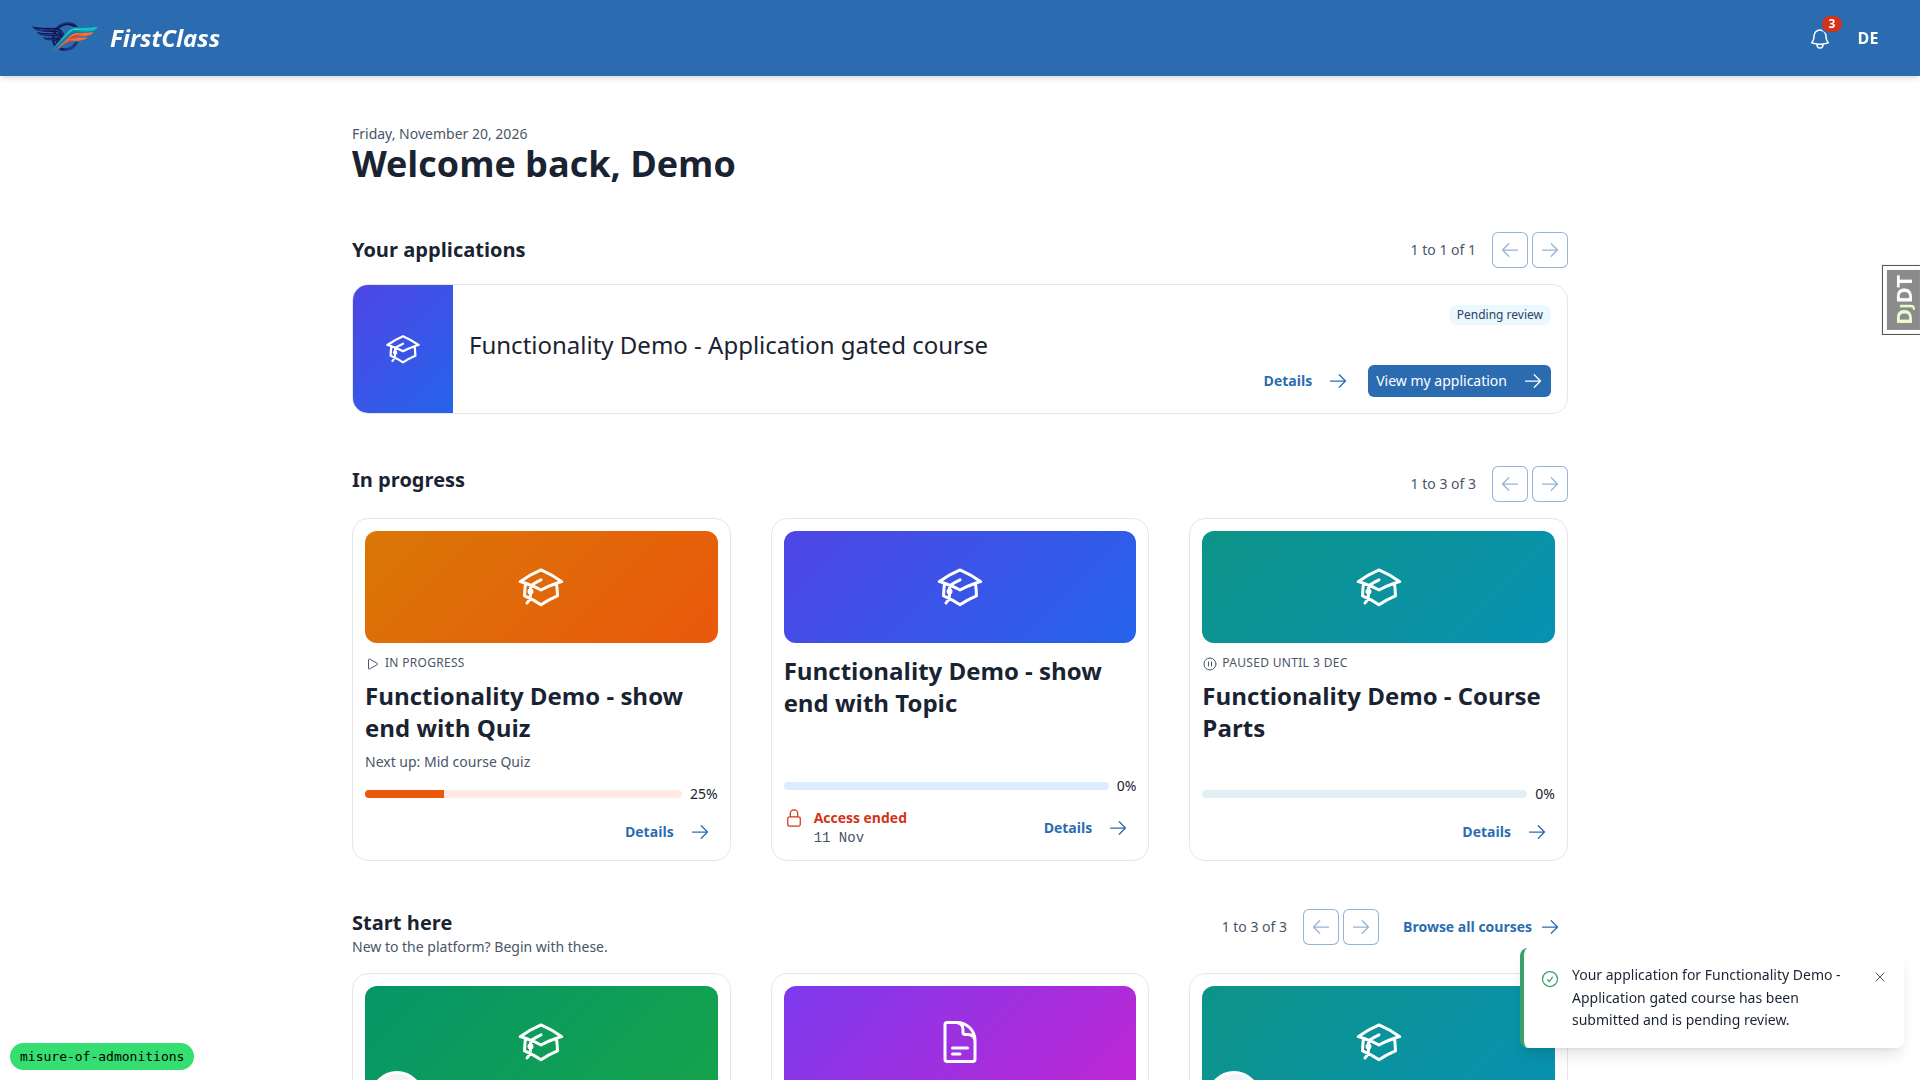 FirstClass
3
DE
Friday, November 20, 2026
Welcome back, Demo
Your applications
1 to 1 of 1
Pending review
Functionality Demo - Application gated course
Details
View my application
DjDT
In progress
1 to 3 of 3
IN PROGRESS
Functionality Demo - show
end with Quiz
Next up: Mid course Quiz
25%
Details
Functionality Demo - show
end with Topic
0%
Access ended
11 Nov
Details
PAUSED UNTIL 3 DEC
Functionality Demo - Course
Parts
0%
Details
Start here
New to the platform? Begin with these.
1 to 3 of 3
Browse all courses
Your application for Functionality Demo -
Application gated course has been
submitted and is pending review.
misure-of-admonitions